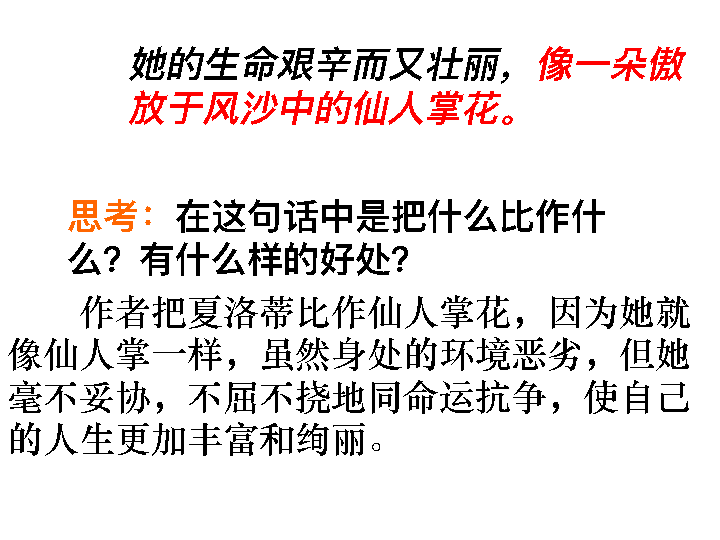 她的生命艰辛而又壮丽，像一朵傲
放于风沙中的仙人掌花。
思考：在这句话中是把什么比作什
么？有什么样的好处？
作者把夏洛蒂比作仙人掌花，因为她就
像仙人掌一样，虽然身处的环境恶劣，但她
毫不妥协，不屈不挠地同命运抗争，使自己
的人生更加丰富和绚丽。